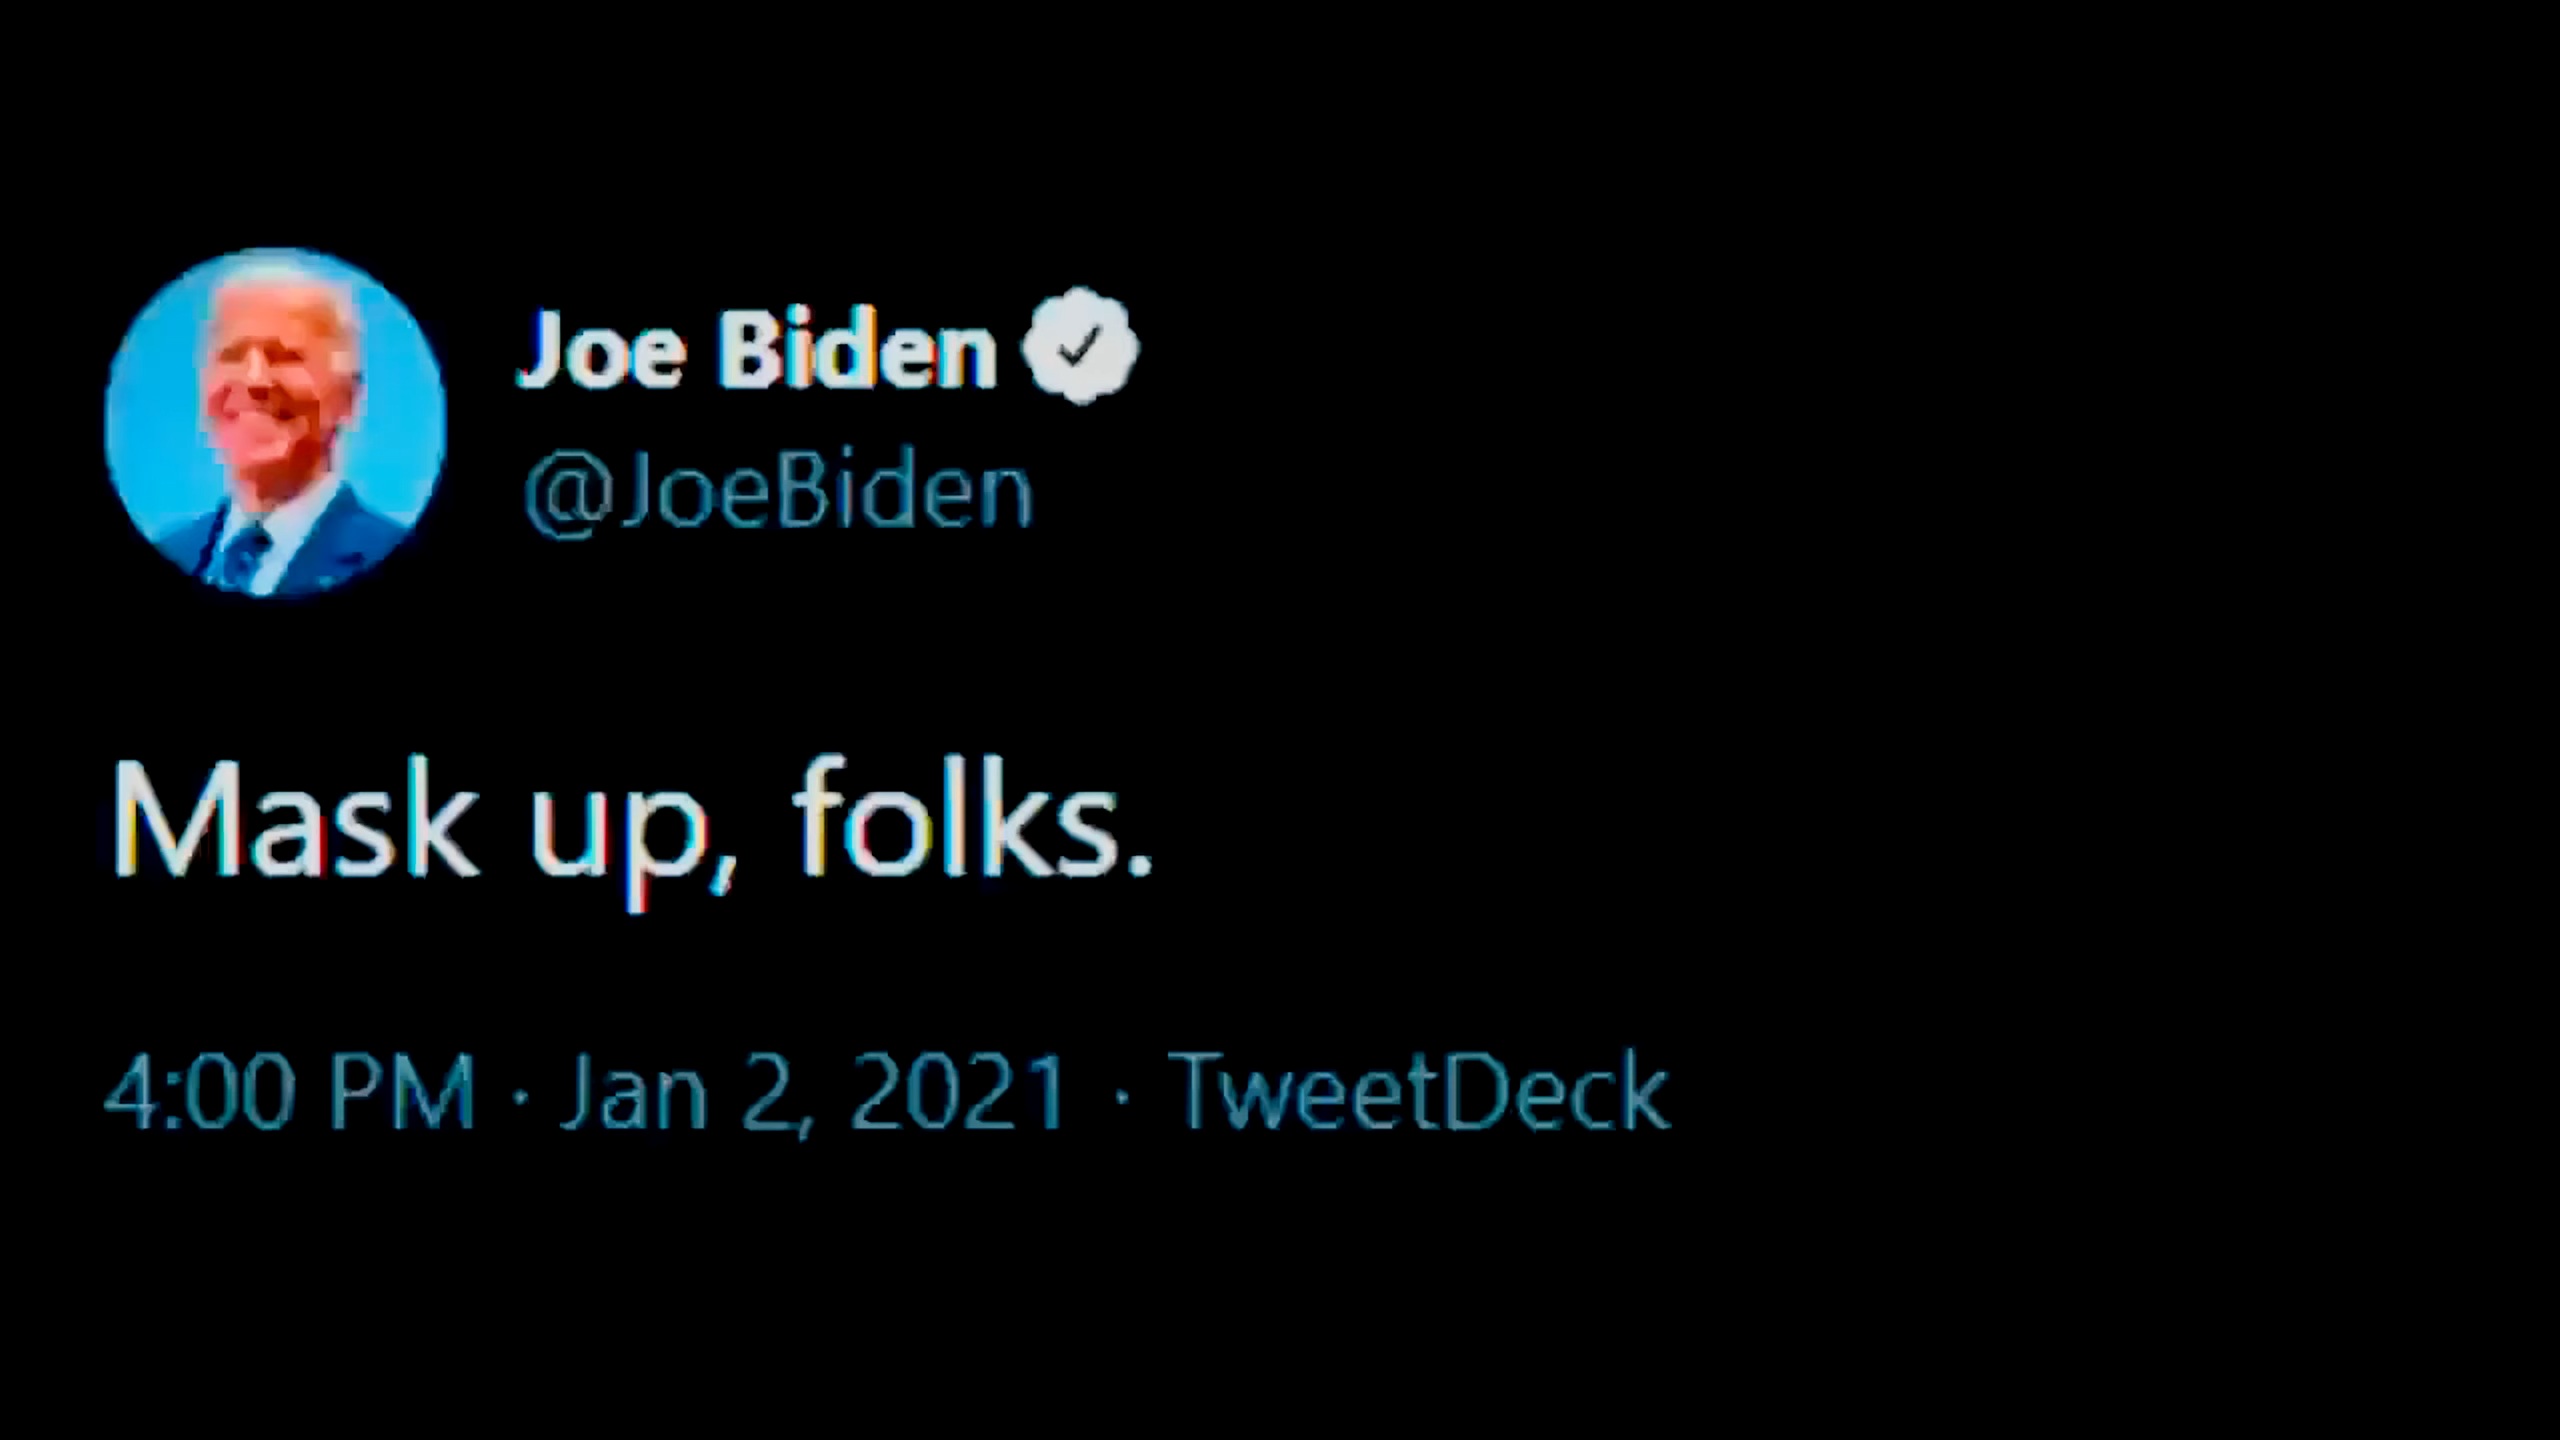 Joe Biden
@JoeBiden
Mask up, folks.
4:00 PM · Jan 2, 2021 · TweetDeck